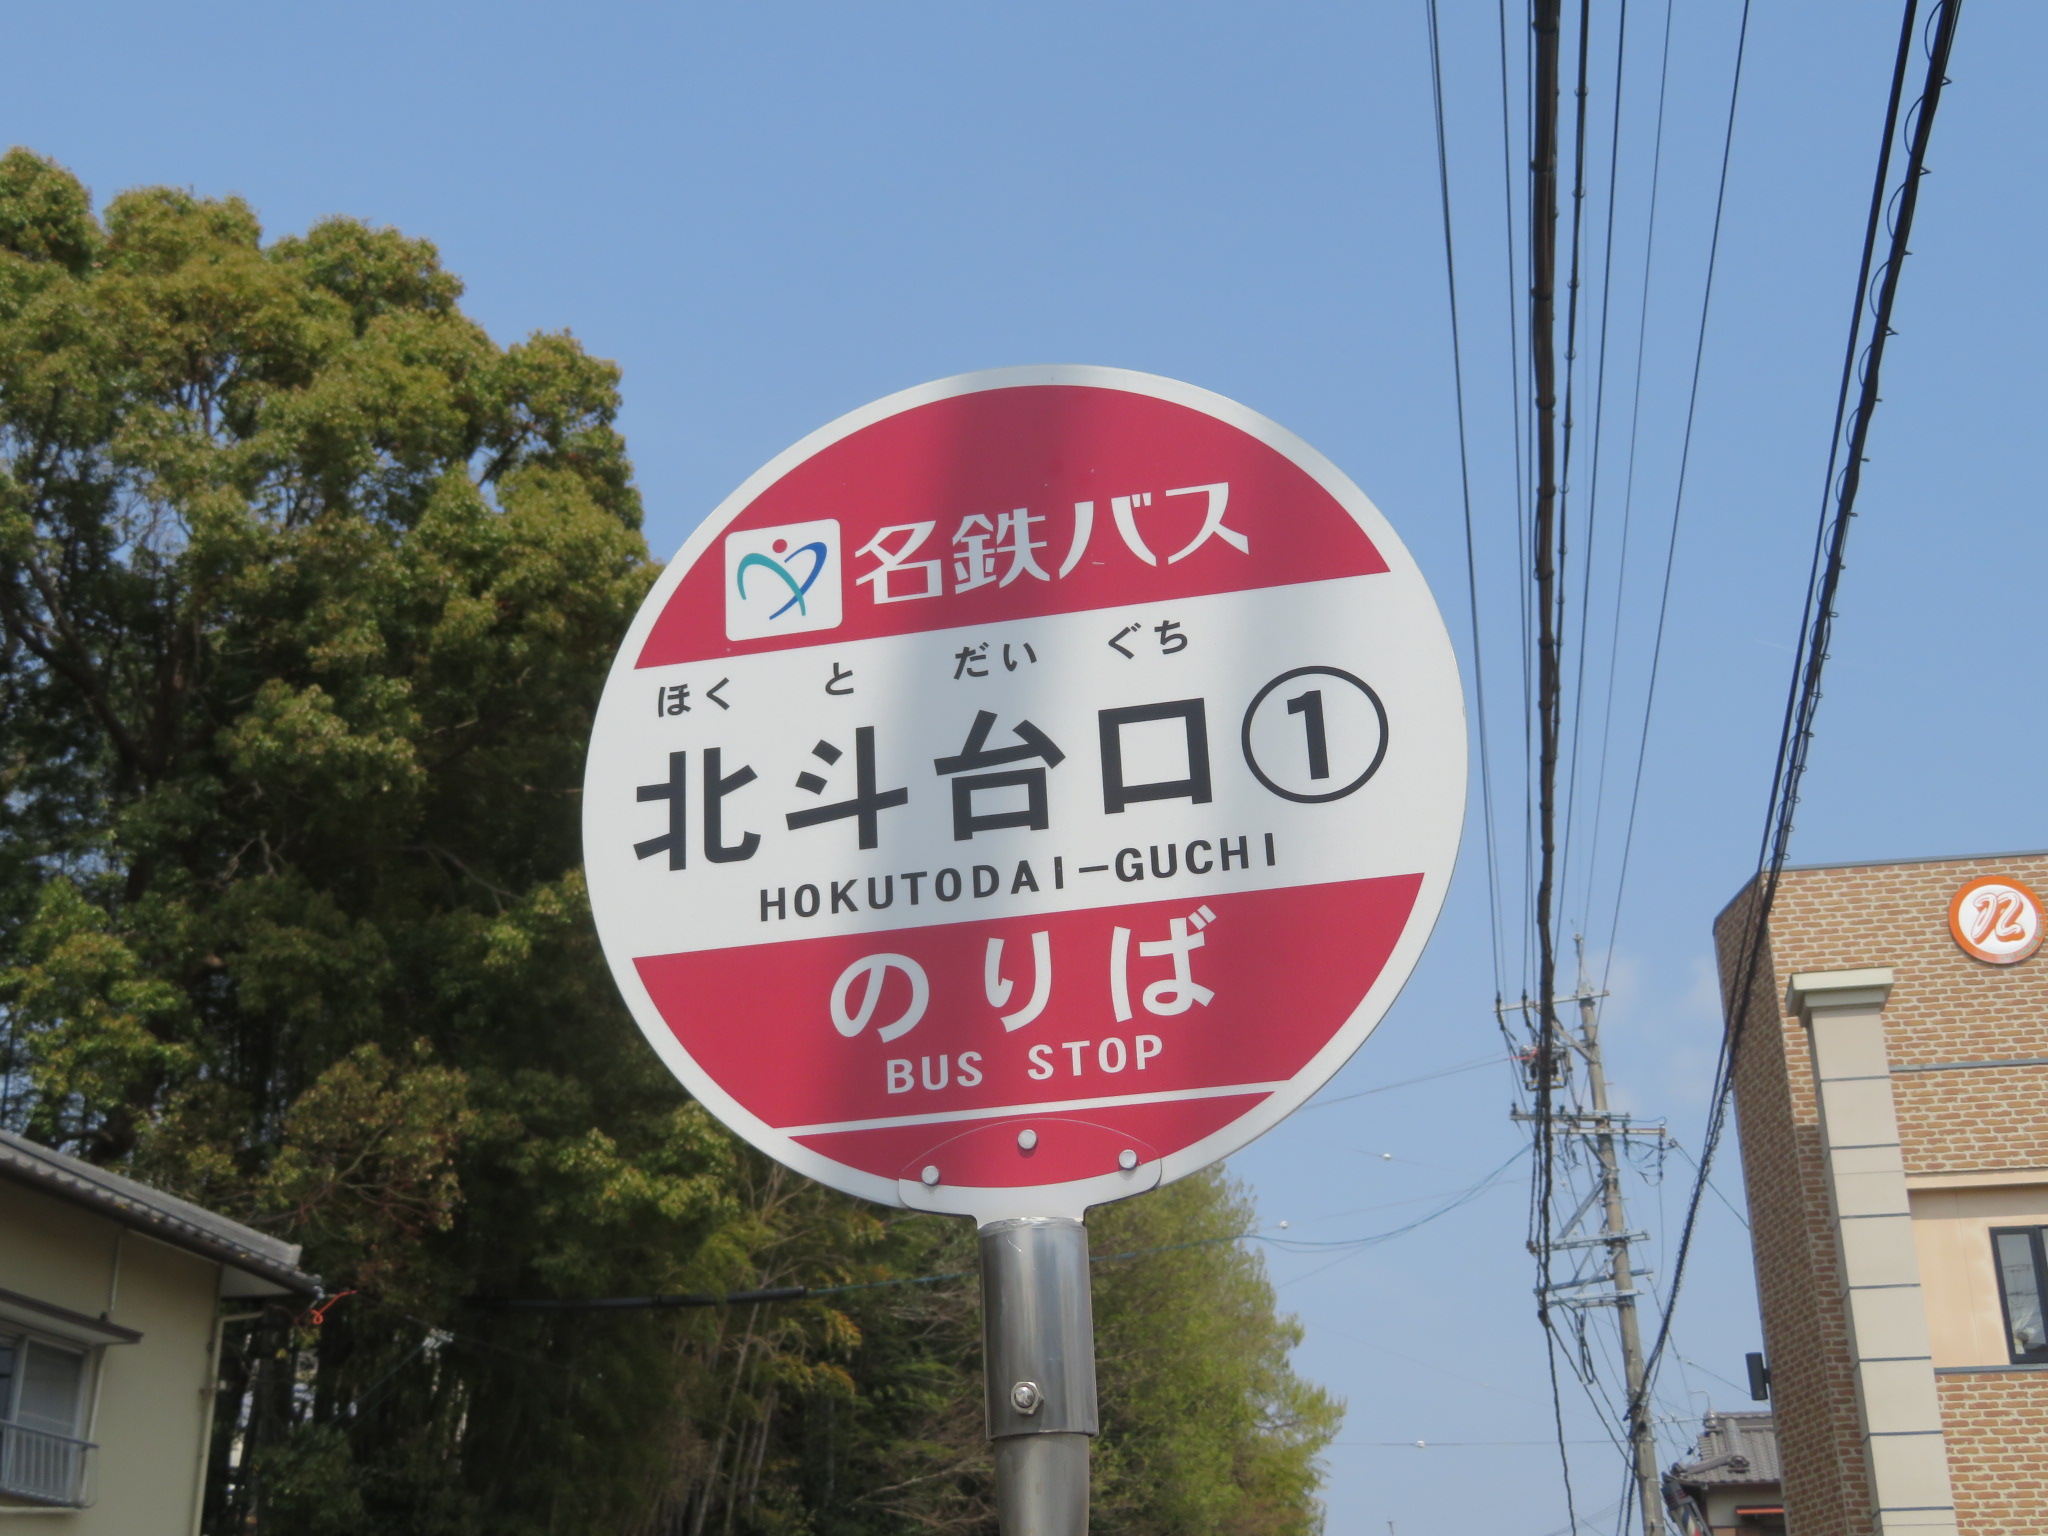 名鉄バス
ほく と だい ぐち
北斗台口①
HOKUTODAI-GUCHI
のりば
BUS STOP